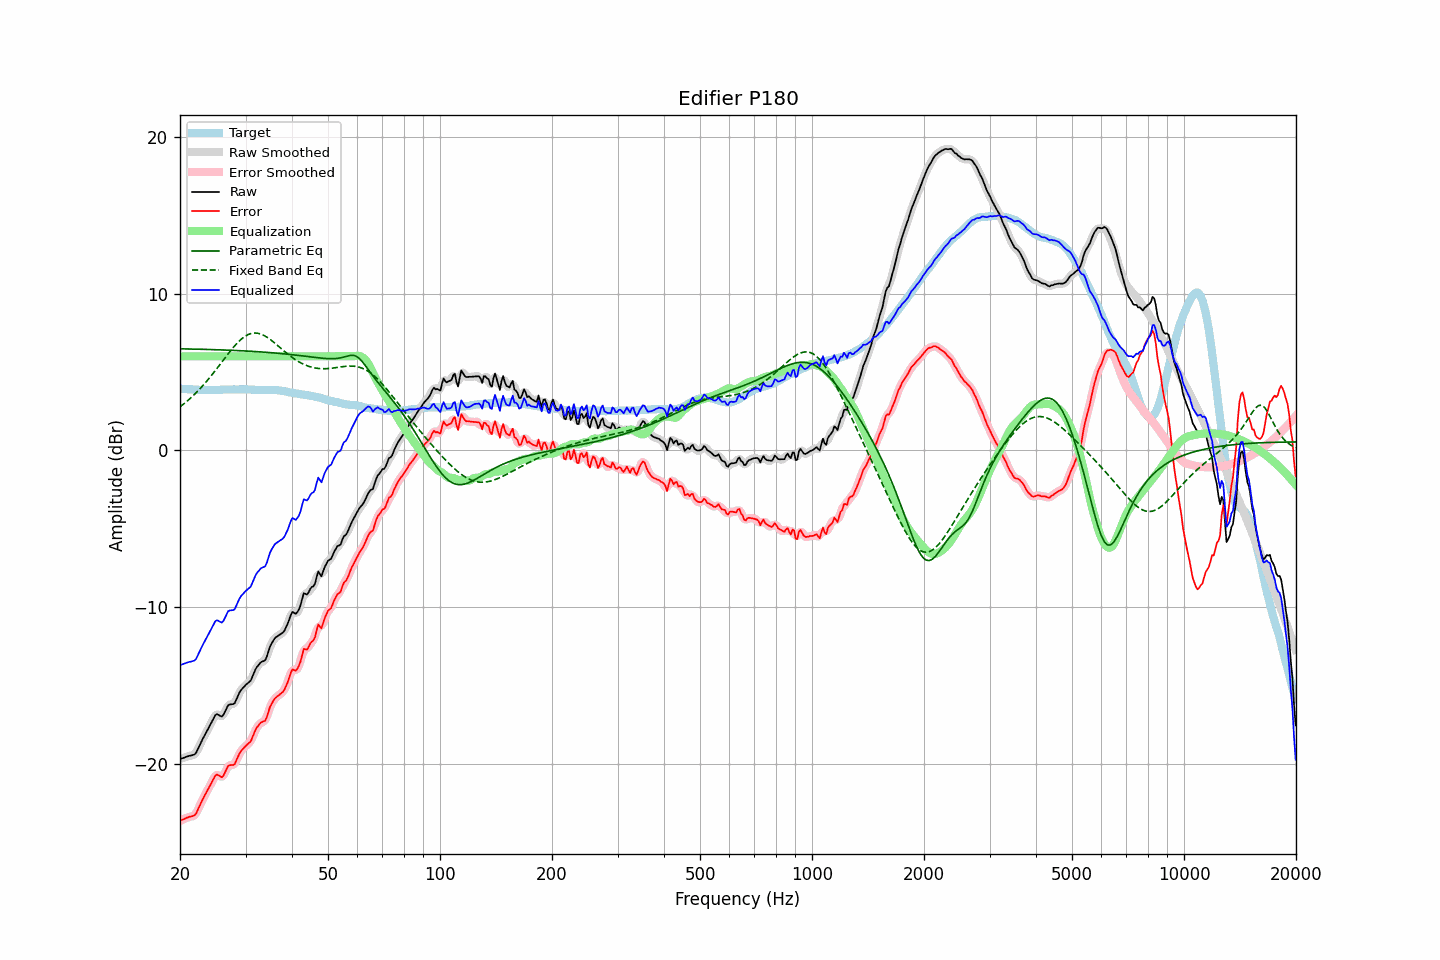 Edifier P180
Target
Raw Smoothed
Error Smoothed
Raw
Error
Equalization
Parametric Eq
Fixed Band Eq
Equalized
20
10
0
−10
−20
Amplitude (dBr)
20 50 100 200 500 1000 2000 5000 10000 20000
Frequency (Hz)